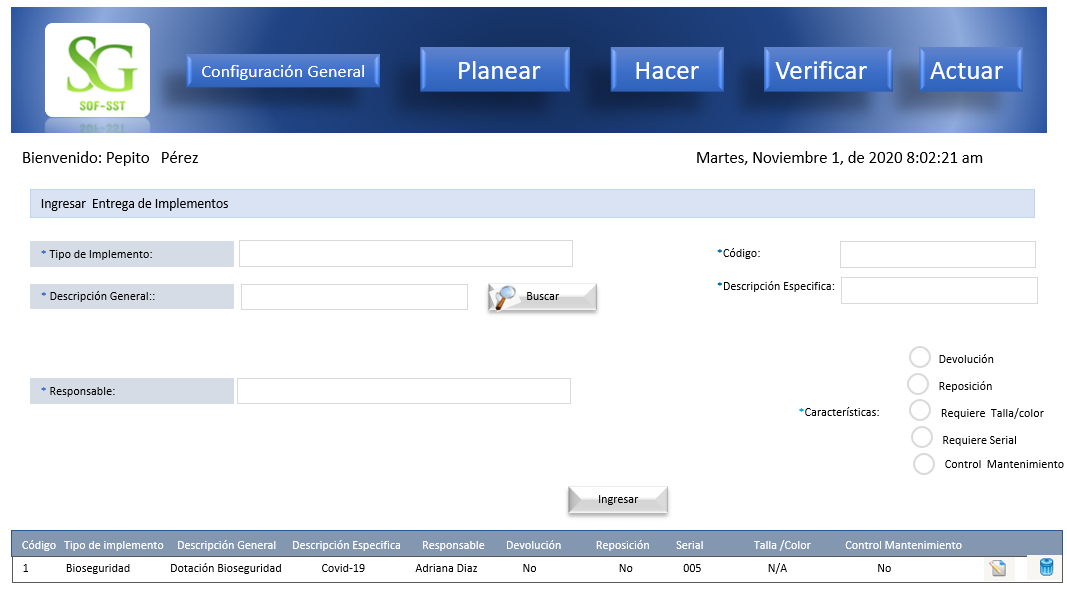 SG
SOF-SST
Configuración General
Planear
Hacer
Verificar
Actuar
Bienvenido: Pepito Pérez
Martes, Noviembre 1, de 2020 8:02:21 am
Ingresar Entrega de Implementos
* Tipo de Implemento:
*Código:
* Descripción General::
Buscar
*Descripción Especifica:
* Responsable:
*Características:
Devolución
Reposición
Requiere Talla/color
Requiere Serial
Control Mantenimiento
Ingresar
Código Tipo de implemento Descripción General Descripción Especifica Responsable Devolución Reposición Serial Talla /Color Control Mantenimiento
1 Bioseguridad Dotación Bioseguridad Covid-19 Adriana Diaz No No 005 N/A No